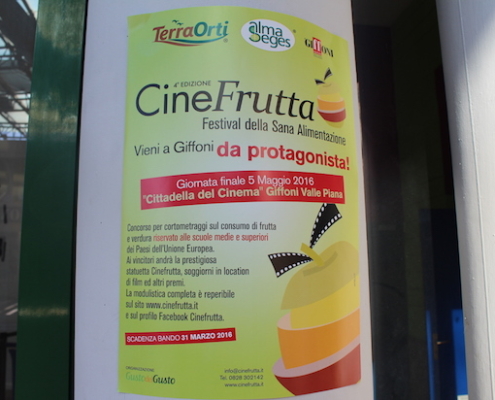 TerraOrti
alma
Seges
GIFFONI
4ª EDIZIONE
CineFrutta
Festival della Sana Alimentazione
Vieni a Giffoni da protagonista!
Giornata finale 5 Maggio 2016
"Cittadella del Cinema" Giffoni Valle Piana
Concorso per cortometraggi sul consumo di frutta
e verdura riservato alle scuole medie e superiori
dei Paesi dell'Unione Europea.
Ai vincitori andrà la prestigiosa
statuetta Cinefrutta, soggiorni in location
di film ed altri premi.
La modulistica completa è reperibile
sul sito www.cinefrutta.it
e sul profilo Facebook Cinefrutta.
SCADENZA BANDO 31 MARZO 2016
info@cinefrutta.it
Tel. 0828 602142
www.cinefrutta.it